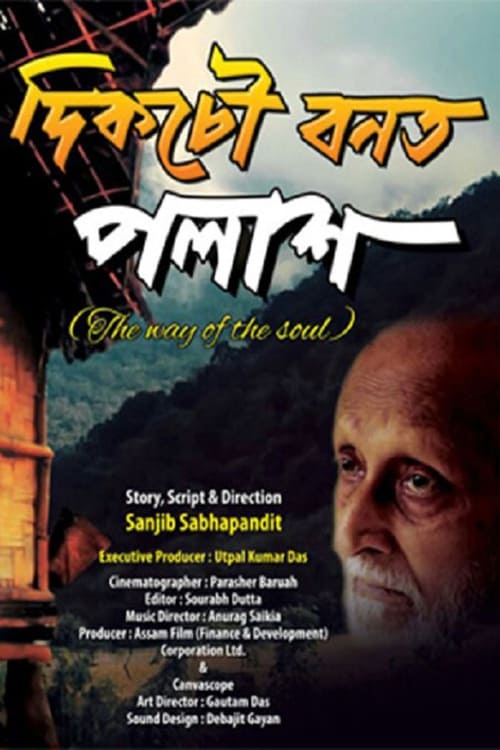 দিকচৌ বনত
পলাশ
(The way of the soul)
Story, Script & Direction
Sanjib Sabhapandit
Executive Producer : Utpal Kumar Das
Cinematographer : Parasher Baruah
Editor : Sourabh Dutta
Music Director : Anurag Saikia
Producer : Assam Film (Finance & Development)
Corporation Ltd.
&
Canvascope
Art Director : Gautam Das
Sound Design : Debajit Gayan